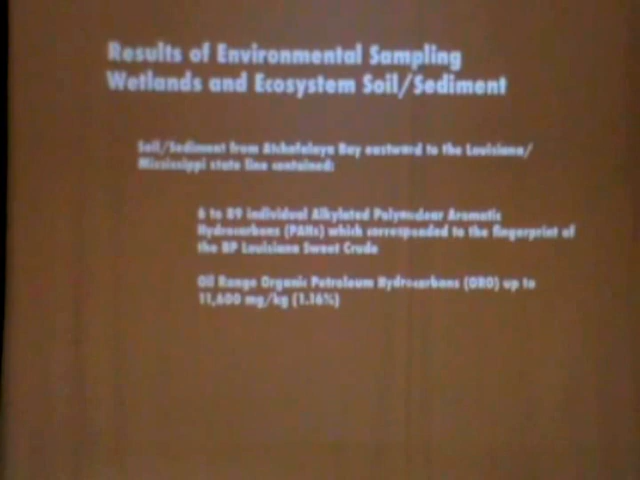 Results of Environmental Sampling
Wetlands and Ecosystem Soil/Sediment
Soil/Sediment from Atchafalaya Bay eastward to the Louisiana/
Mississippi state line contained:
6 to 89 individual Alkylated Polynuclear Aromatic
Hydrocarbons (PAHs) which corresponded to the fingerprint of
the BP Louisiana Sweet Crude
Oil Range Organic Petroleum Hydrocarbons (ORO) up to
11,600 mg/kg (1.16%)